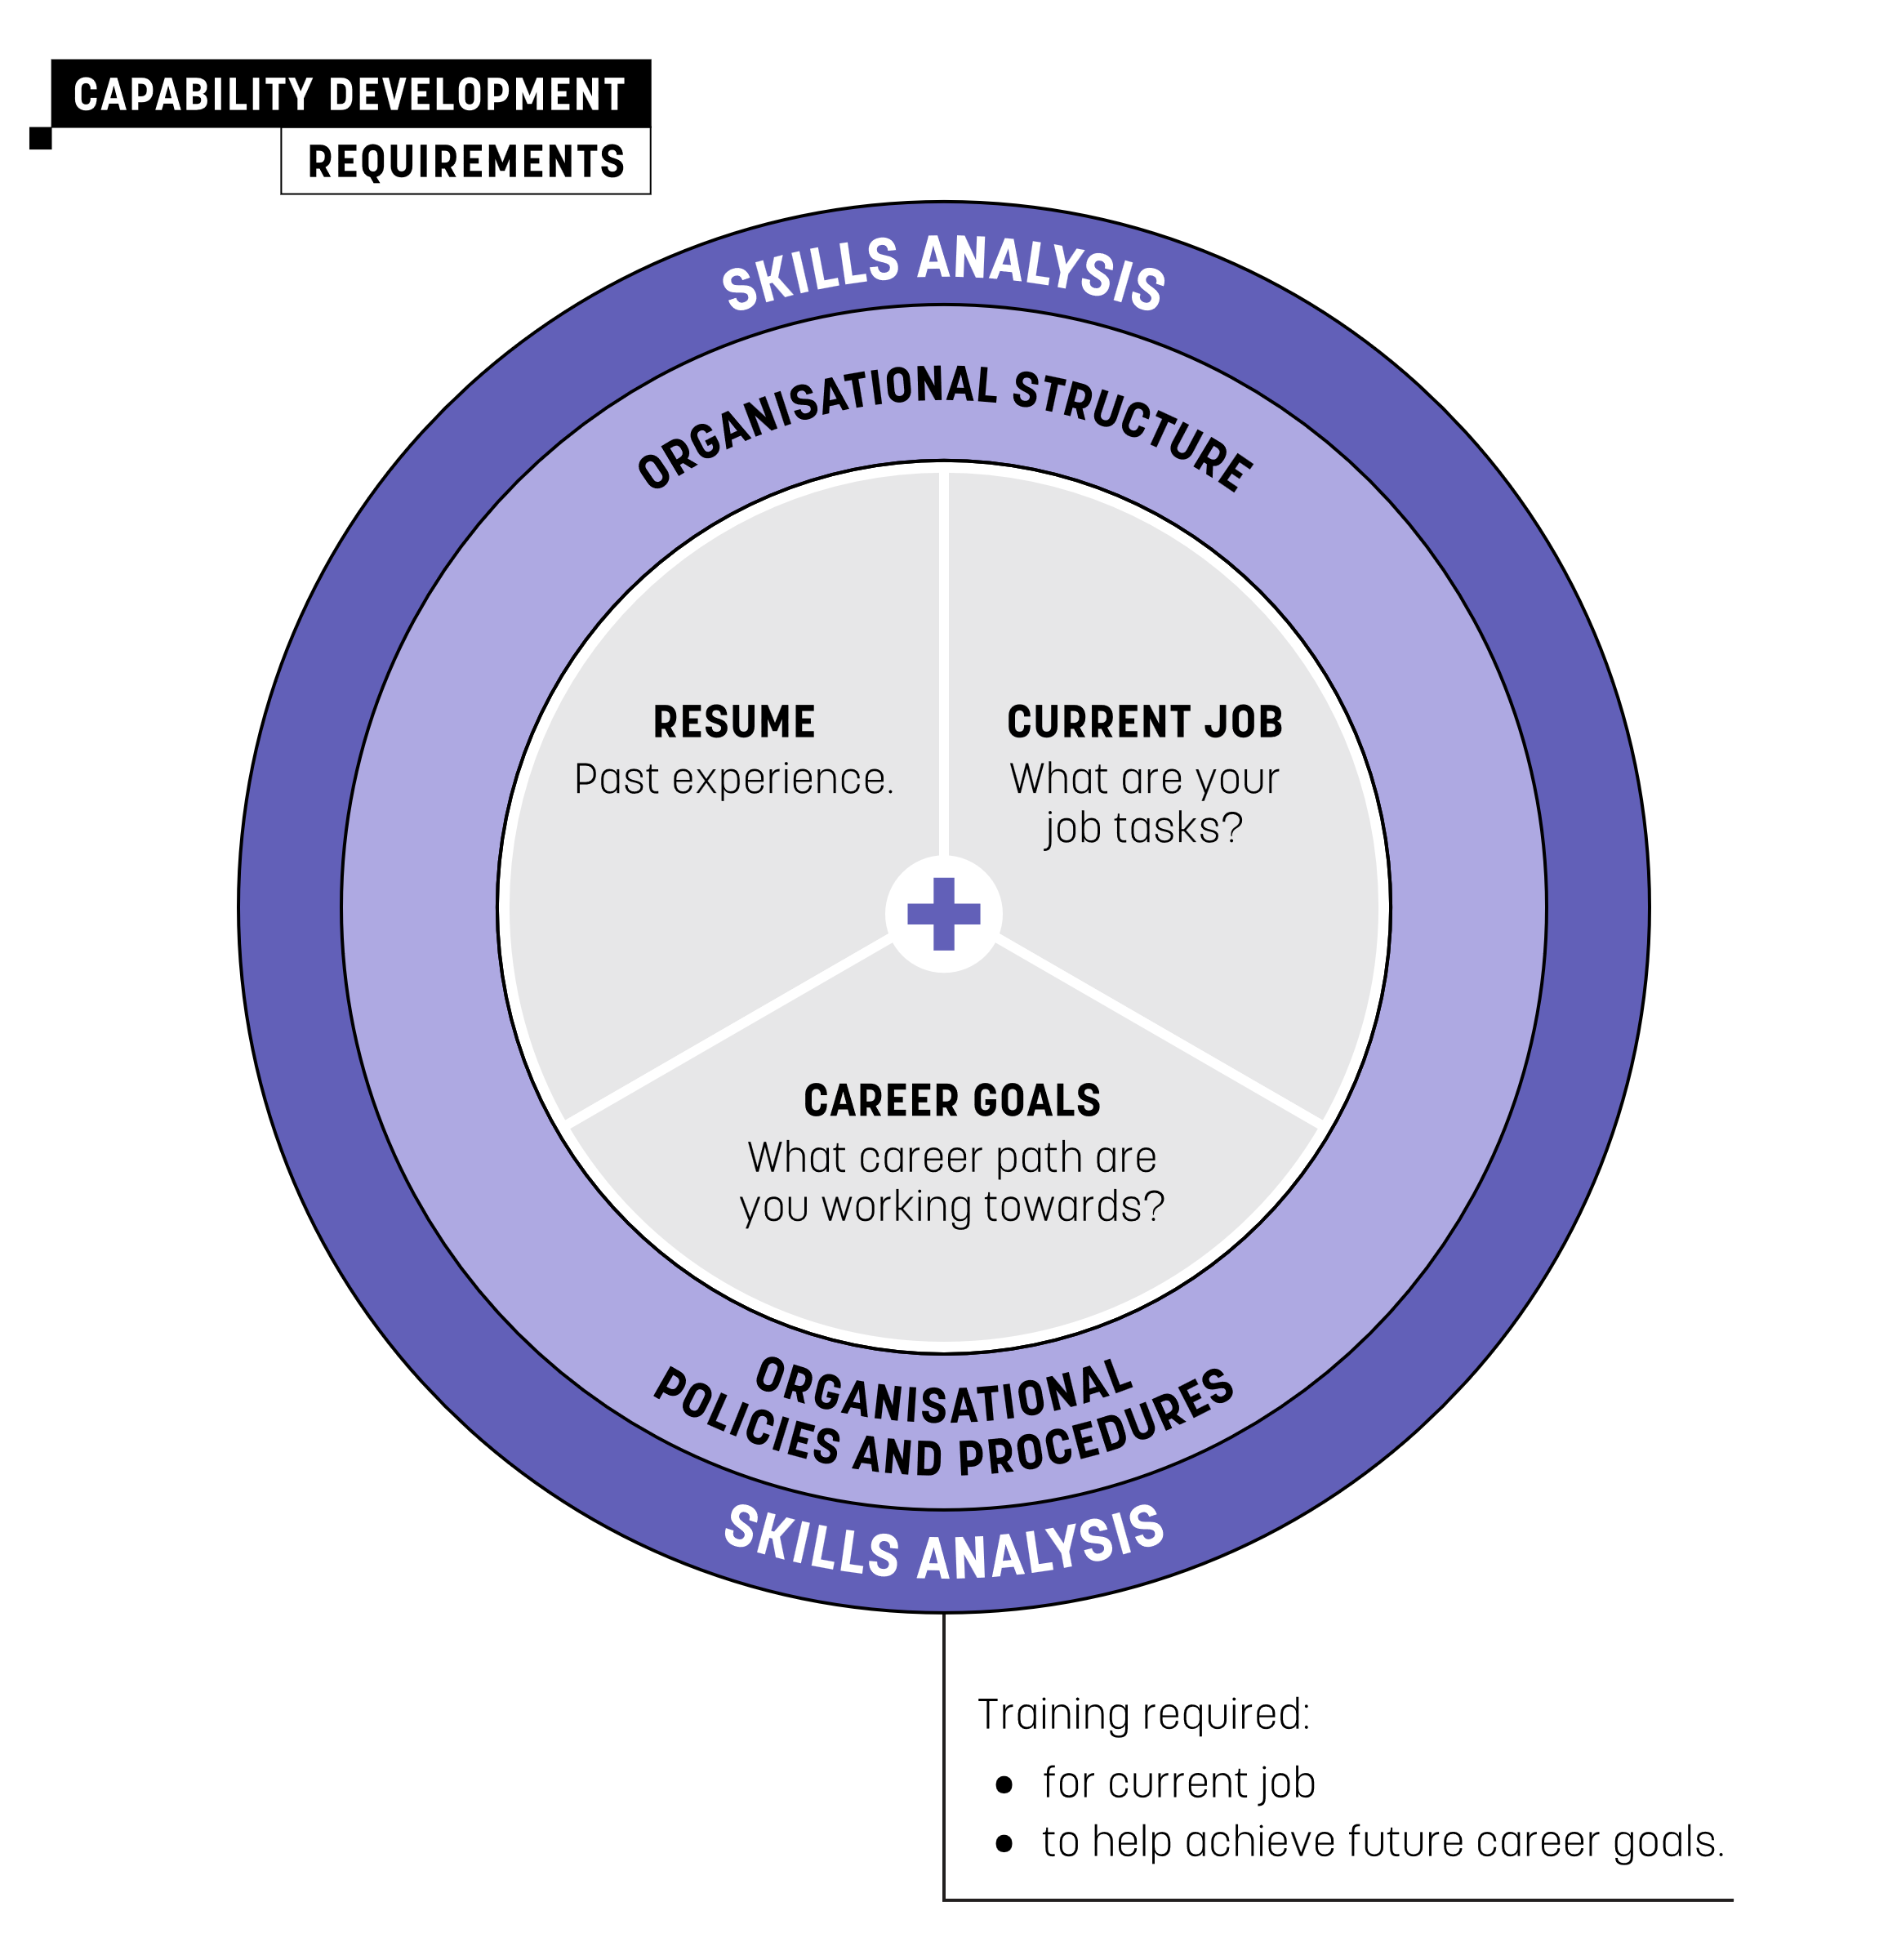 CAPABILITY DEVELOPMENT
REQUIREMENTS
SKILLS ANALYSIS
ORGANISATIONAL STRUCTURE
RESUME
Past experience.
CURRENT JOB
What are your
job tasks?
CAREER GOALS
What career path are
you working towards?
ORGANISATIONAL
POLICIES AND PROCEDURES
SKILLS ANALYSIS
Training required:
• for current job
• to help achieve future career goals.